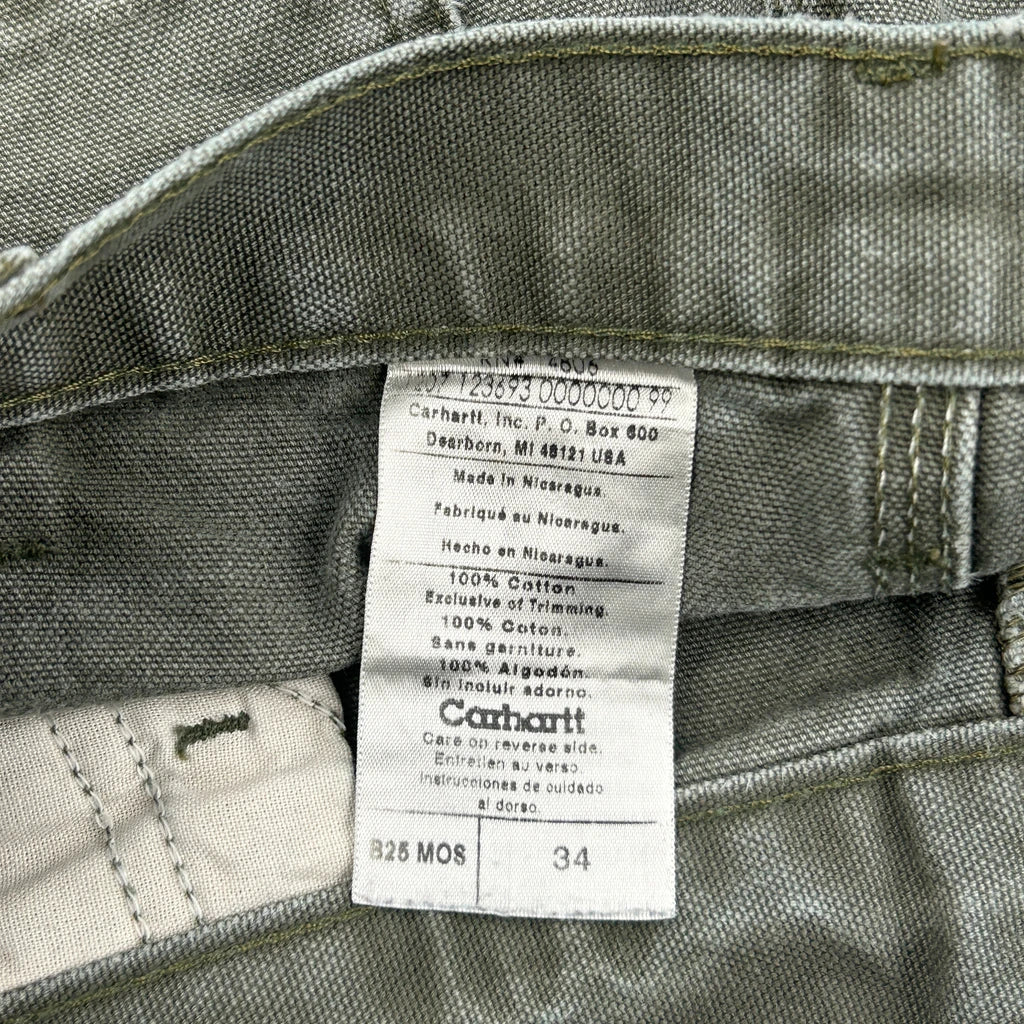 RN# 14806
123693 0000000 99
Carhartt, Inc. P. O. Box 600
Dearborn, MI 48121 USA
Made in Nicaragua.
Fabriqué au Nicaragua.
Hecho en Nicaragua.
100% Cotton
Exclusive of Trimming.
100% Coton.
Sans garniture.
100% Algodón.
Sin incluir adorno.
Carhartt
Care on reverse side.
Entretien au verso.
Instrucciones de cuidado
al dorso.
B25 MOS
34